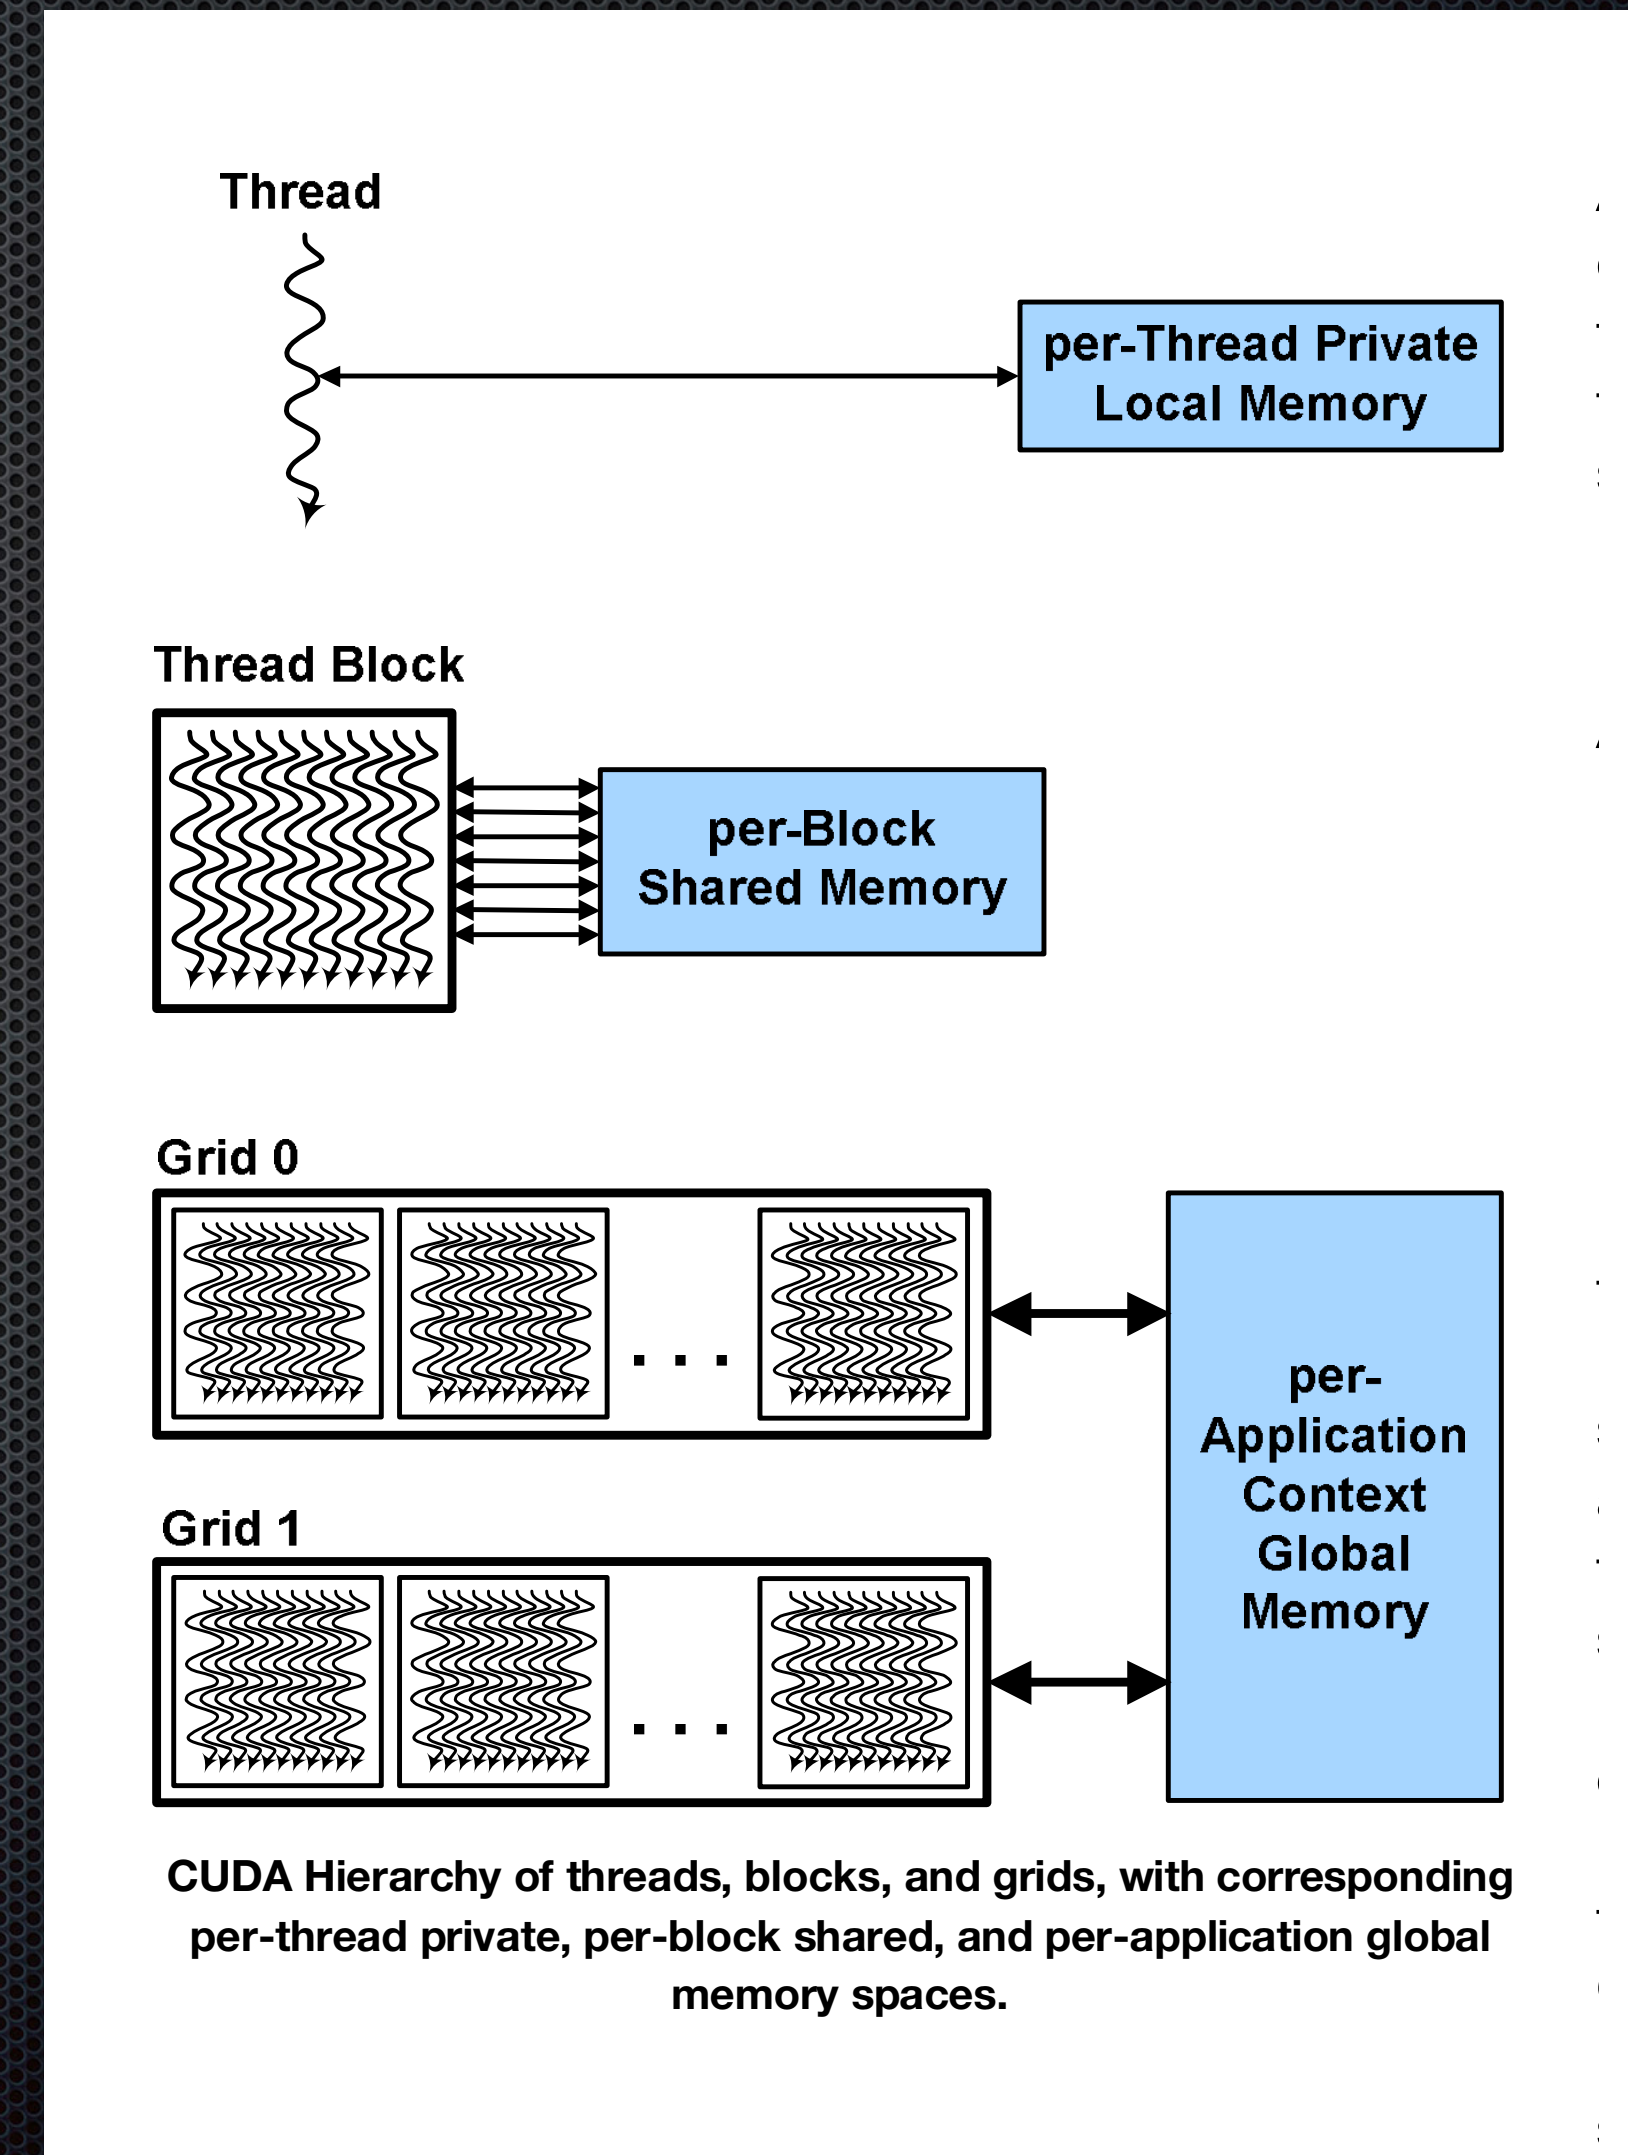 Thread
per-Thread Private
Local Memory
Thread Block
per-Block
Shared Memory
Grid 0
per-
Application
Context
Global
Memory
Grid 1
. . .
. . .
CUDA Hierarchy of threads, blocks, and grids, with corresponding
per-thread private, per-block shared, and per-application global
memory spaces.